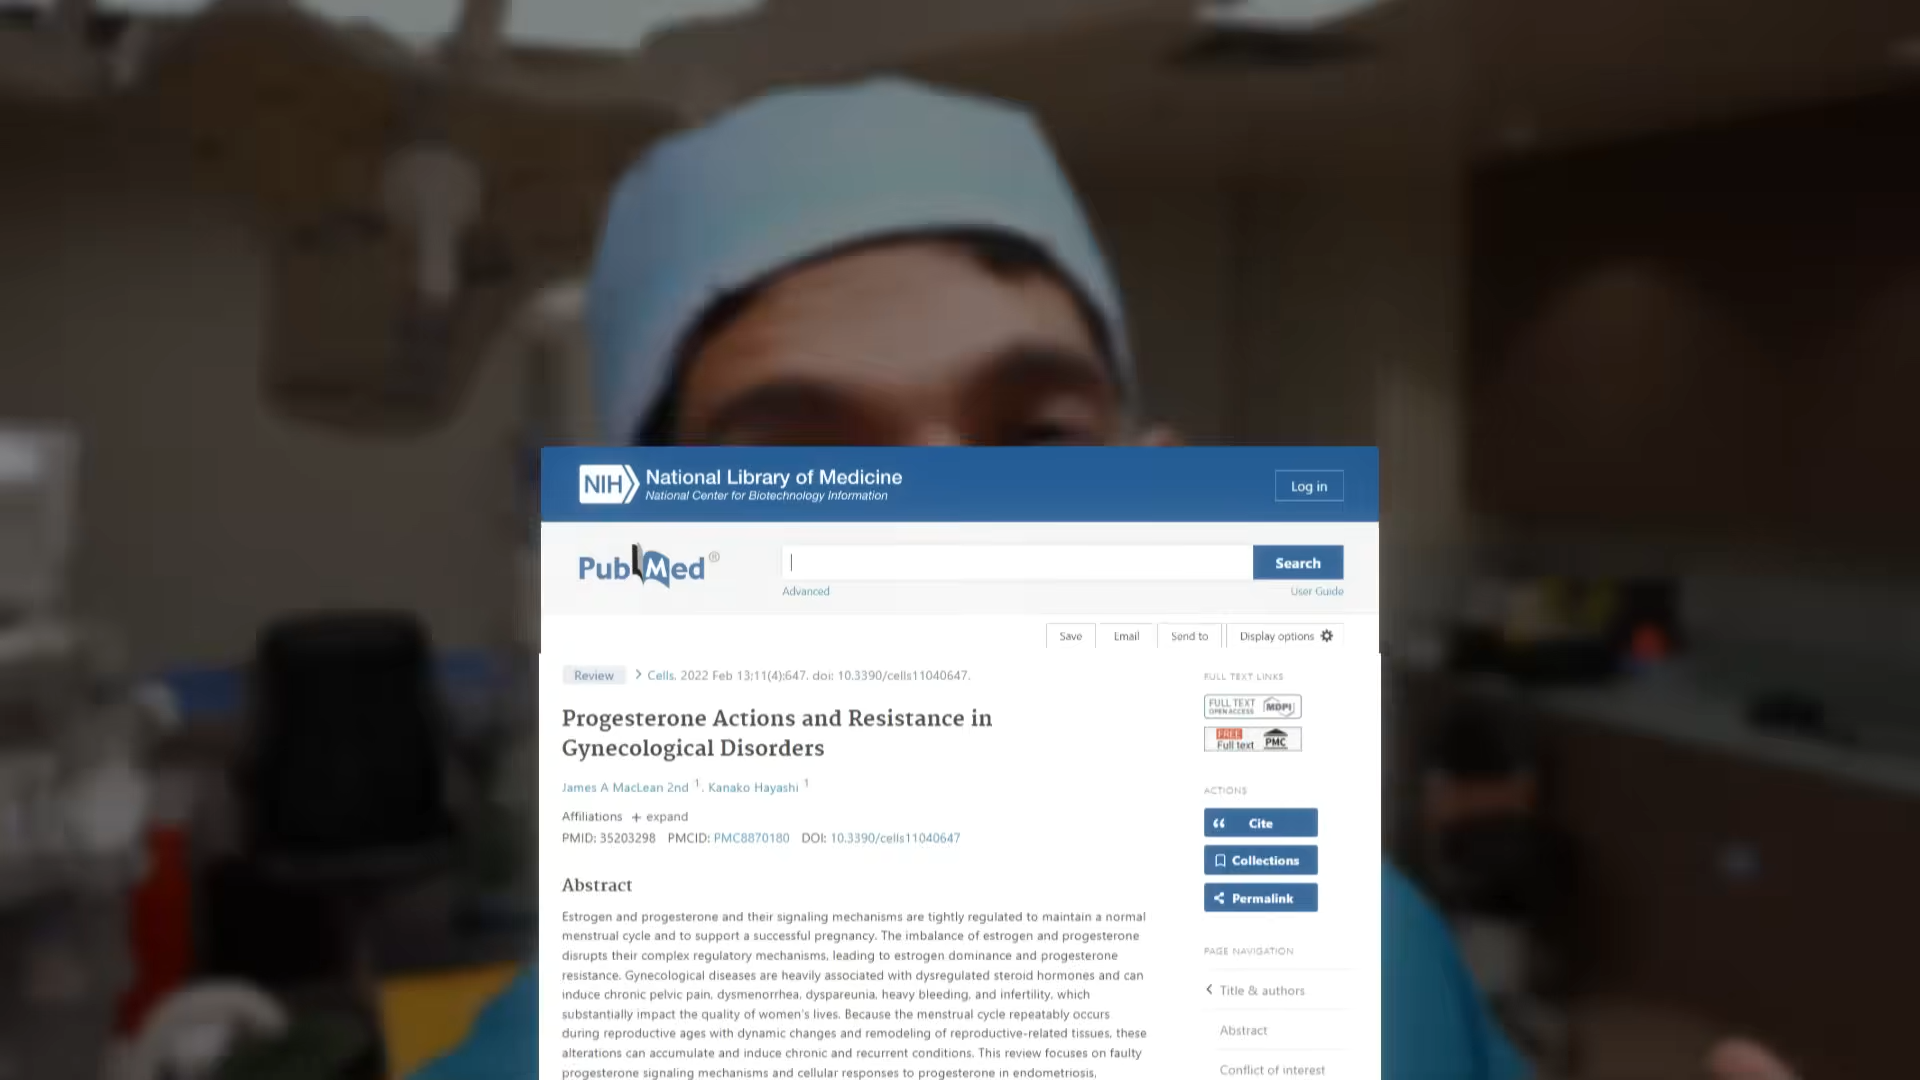 NIH National Library of Medicine
National Center for Biotechnology Information
Log in
PubMed®
Search
Advanced
User Guide
Save
Email
Send to
Display options
Review
Cells. 2022 Feb 13;11(4):647. doi: 10.3390/cells11040647.
Progesterone Actions and Resistance in
Gynecological Disorders
James A MacLean 2nd 1, Kanako Hayashi 1
Affiliations + expand
PMID: 35203298 PMCID: PMC8870180 DOI: 10.3390/cells11040647
Abstract
Estrogen and progesterone and their signaling mechanisms are tightly regulated to maintain a normal
menstrual cycle and to support a successful pregnancy. The imbalance of estrogen and progesterone
disrupts their complex regulatory mechanisms, leading to estrogen dominance and progesterone
resistance. Gynecological diseases are heavily associated with dysregulated steroid hormones and can
induce chronic pelvic pain, dysmenorrhea, dyspareunia, heavy bleeding, and infertility, which
substantially impact the quality of women's lives. Because the menstrual cycle repeatably occurs
during reproductive ages with dynamic changes and remodeling of reproductive-related tissues, these
alterations can accumulate and induce chronic and recurrent conditions. This review focuses on faulty
progesterone signaling mechanisms and cellular responses to progesterone in endometriosis,
FULL TEXT LINKS
FULL TEXT
OPEN ACCESS
MDPI
FREE
Full text
PMC
ACTIONS
Cite
Collections
Permalink
PAGE NAVIGATION
Title & authors
Abstract
Conflict of interest